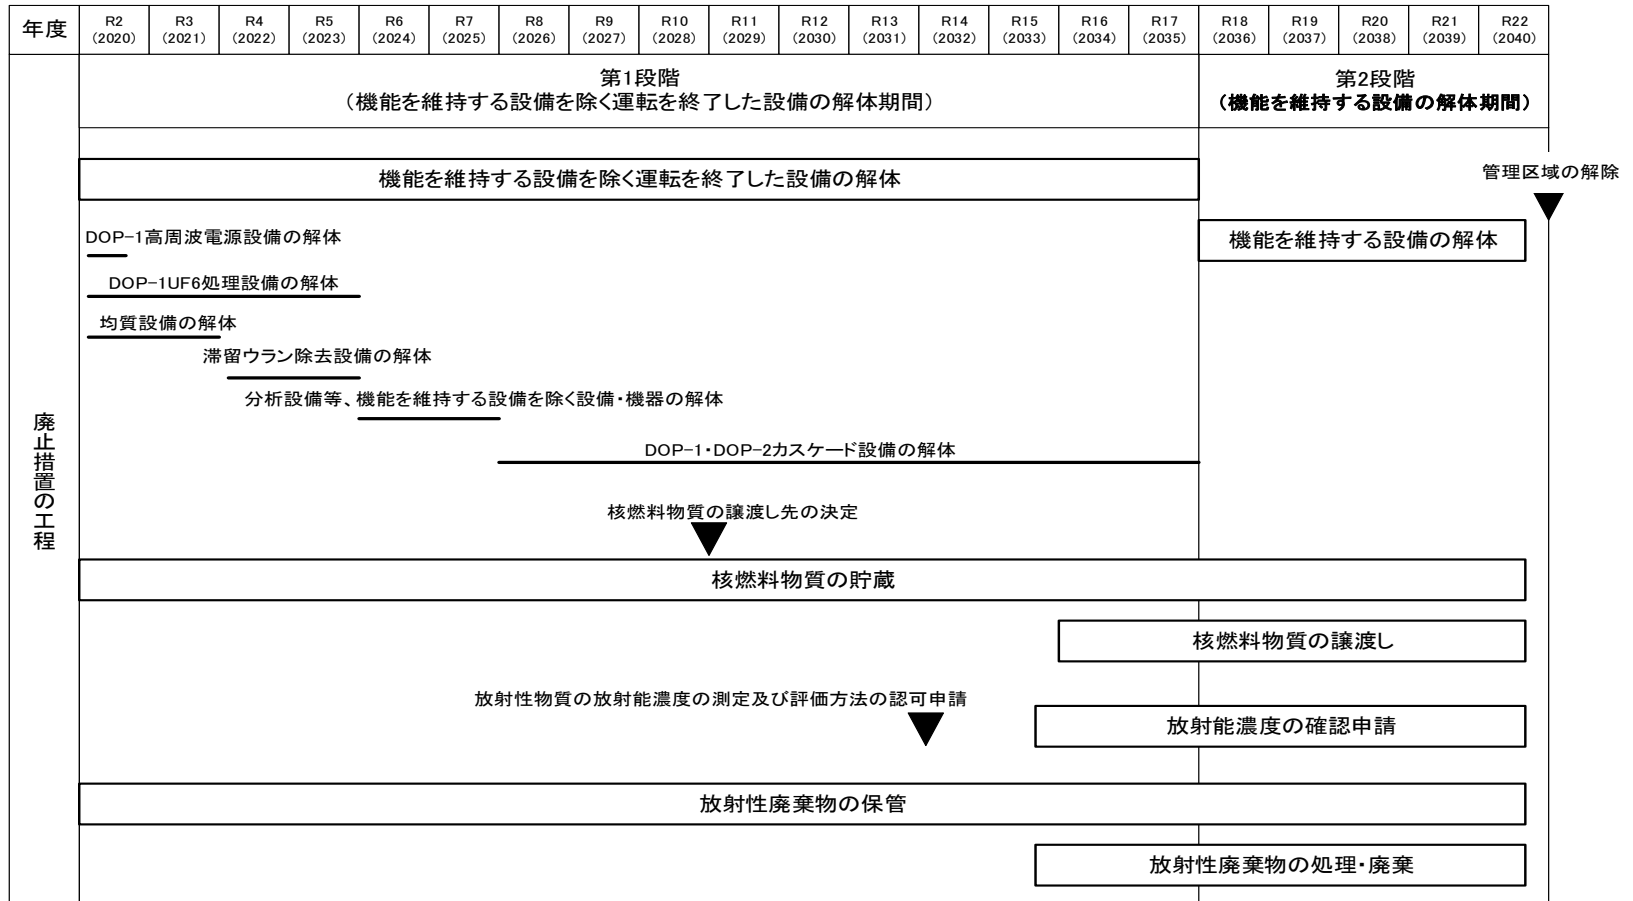 年度
R2
(2020)
R3
(2021)
R4
(2022)
R5
(2023)
R6
(2024)
R7
(2025)
R8
(2026)
R9
(2027)
R10
(2028)
R11
(2029)
R12
(2030)
R13
(2031)
R14
(2032)
R15
(2033)
R16
(2034)
R17
(2035)
R18
(2036)
R19
(2037)
R20
(2038)
R21
(2039)
R22
(2040)
廃止措置の工程
第1段階
(機能を維持する設備を除く運転を終了した設備の解体期間)
第2段階
(機能を維持する設備の解体期間)
機能を維持する設備を除く運転を終了した設備の解体
管理区域の解除
DOP-1高周波電源設備の解体
機能を維持する設備の解体
DOP-1UF6処理設備の解体
均質設備の解体
滞留ウラン除去設備の解体
分析設備等、機能を維持する設備を除く設備・機器の解体
DOP-1・DOP-2カスケード設備の解体
核燃料物質の譲渡し先の決定
核燃料物質の貯蔵
核燃料物質の譲渡し
放射性物質の放射能濃度の測定及び評価方法の認可申請
放射能濃度の確認申請
放射性廃棄物の保管
放射性廃棄物の処理・廃棄